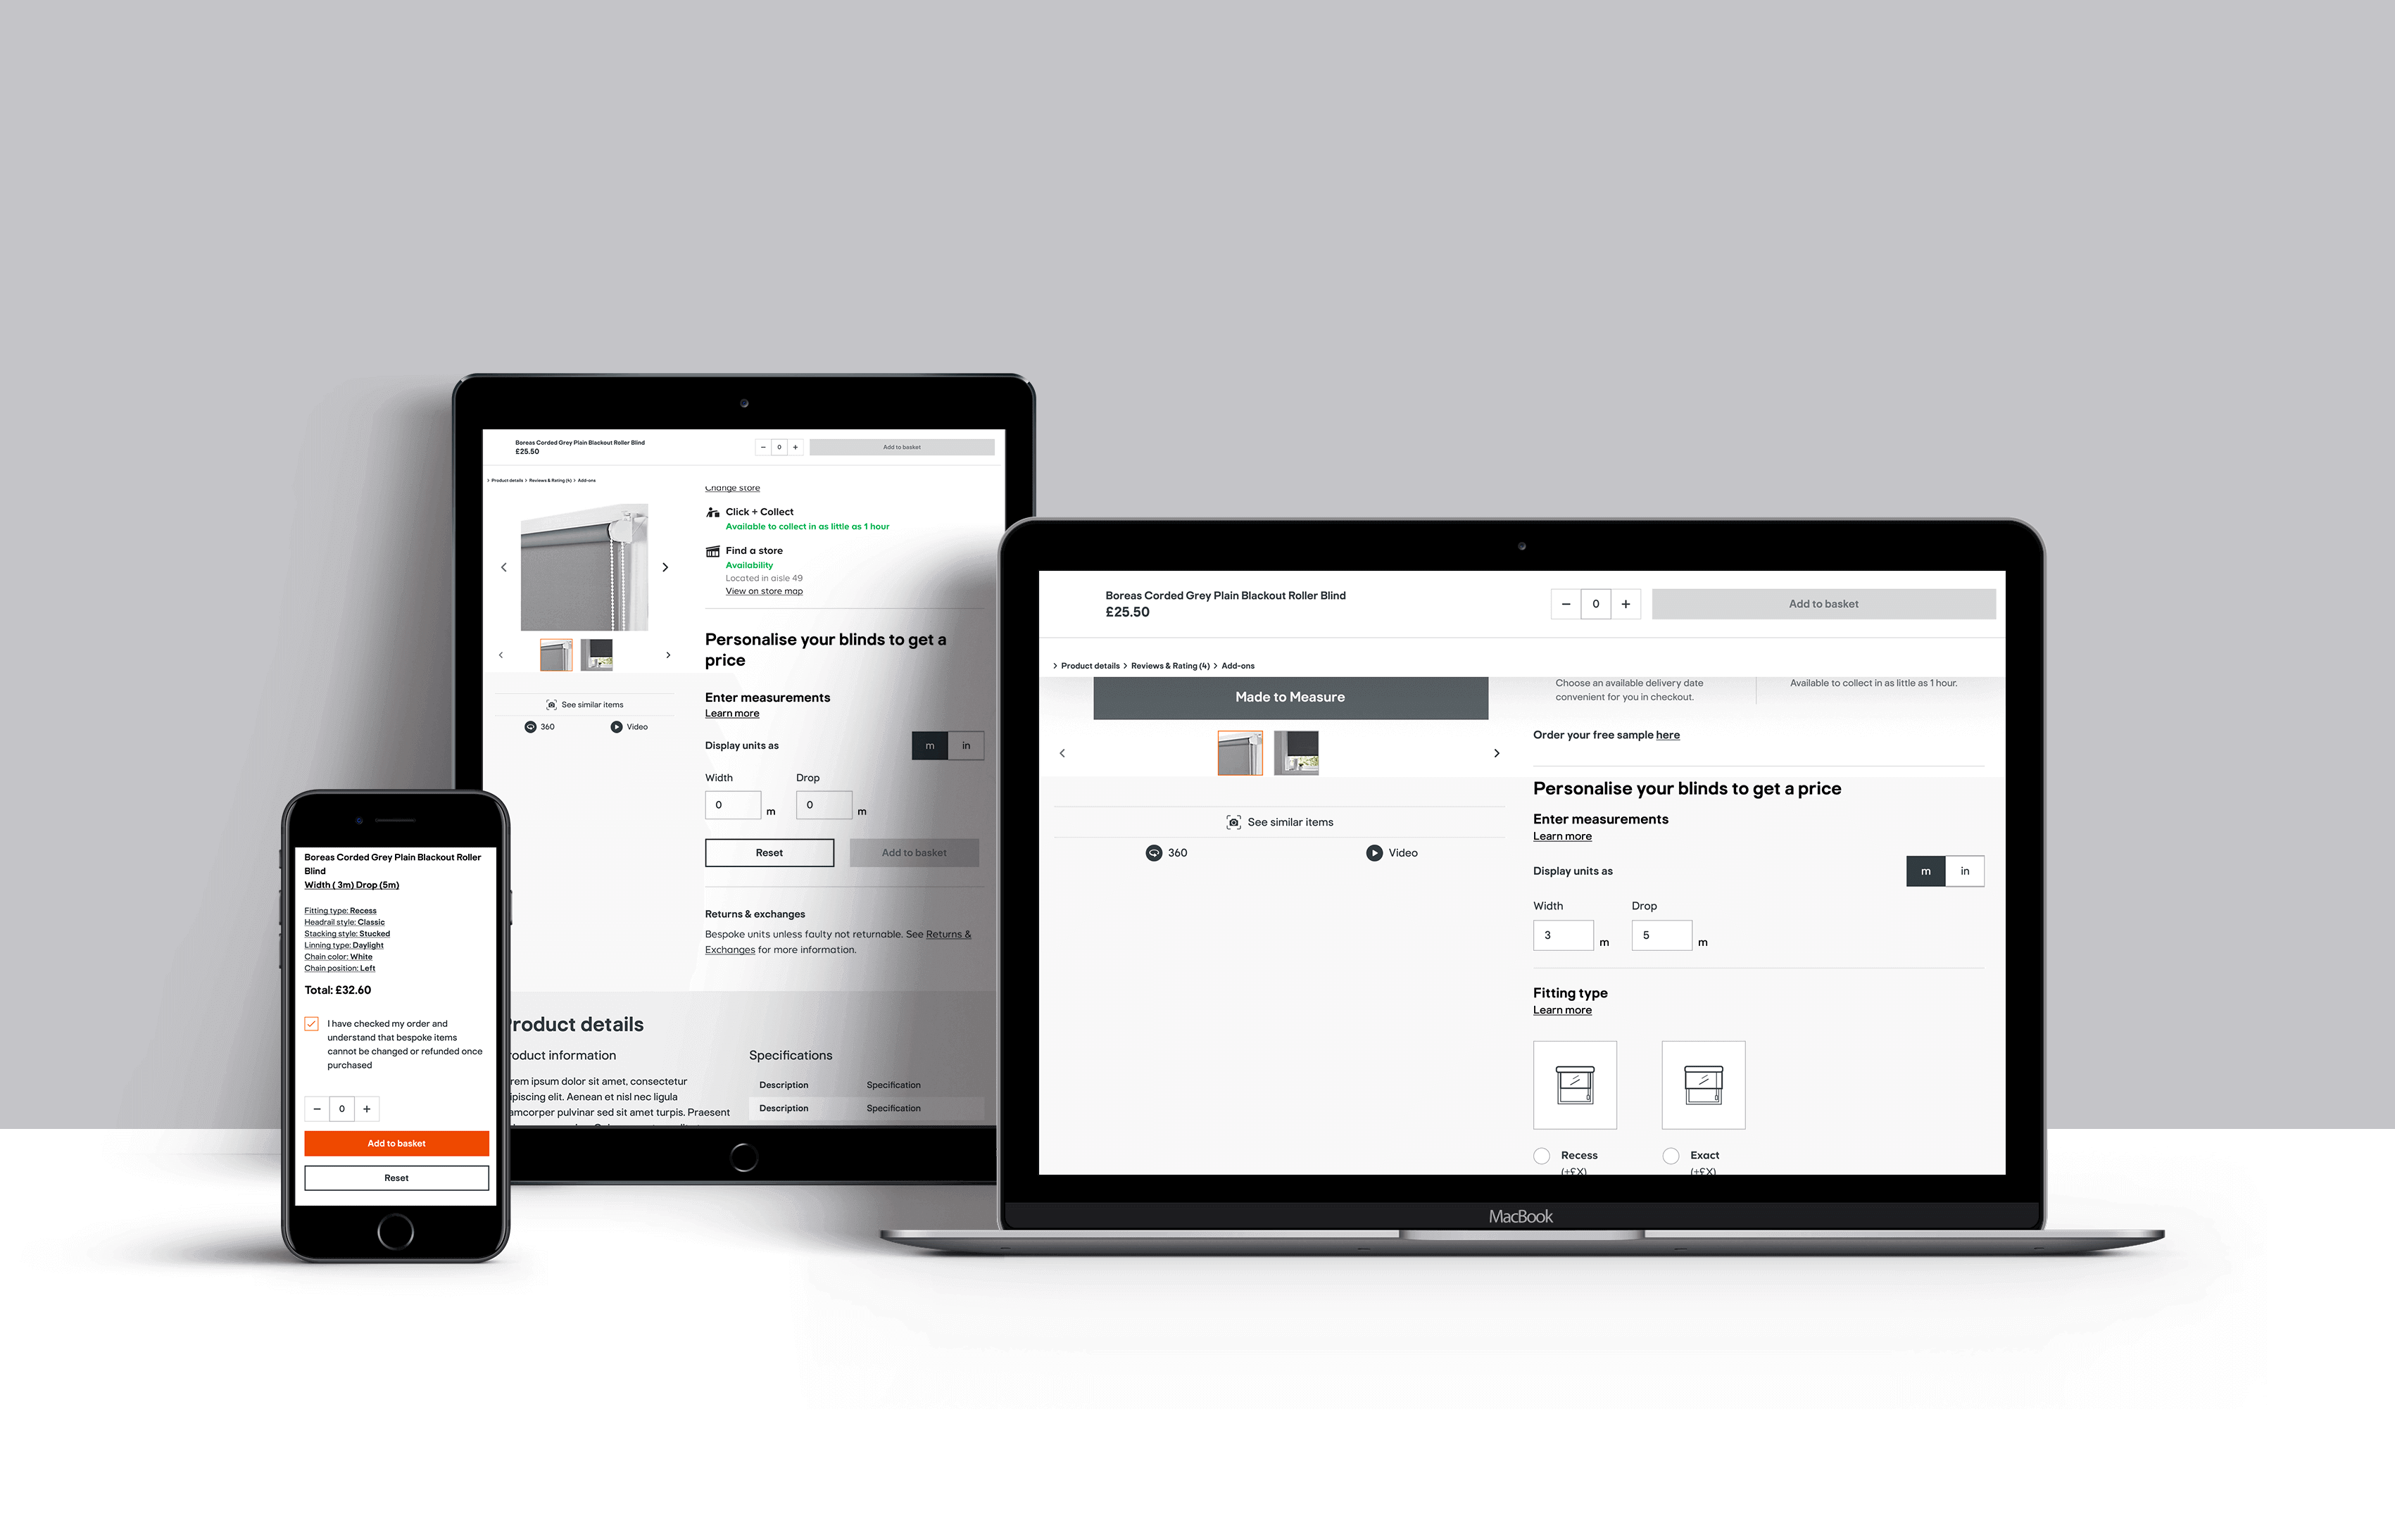 Boreas Corded Grey Plain Blackout Roller Blind
£25.50
− 0 +
Add to basket
> Product details > Reviews & Rating (4) > Add-ons
Change store
Click + Collect
Available to collect in as little as 1 hour
Find a store
Availability
Located in aisle 49
View on store map
See similar items
360
Video
Personalise your blinds to get a
price
Enter measurements
Learn more
Display units as
m in
Width Drop
0 m 0 m
Reset
Add to basket
Returns & exchanges
Bespoke units unless faulty not returnable. See Returns &
Exchanges for more information.
roduct details
roduct information
rem ipsum dolor sit amet, consectetur
ipiscing elit. Aenean et nisl nec ligula
amcorper pulvinar sed sit amet turpis. Praesent
Specifications
Description Specification
Description Specification
Boreas Corded Grey Plain Blackout Roller
Blind
Width ( 3m) Drop (5m)
Fitting type: Recess
Headrail style: Classic
Stacking style: Stucked
Linning type: Daylight
Chain color: White
Chain position: Left
Total: £32.60
I have checked my order and
understand that bespoke items
cannot be changed or refunded once
purchased
− 0 +
Add to basket
Reset
Boreas Corded Grey Plain Blackout Roller Blind
£25.50
− 0 +
Add to basket
> Product details > Reviews & Rating (4) > Add-ons
Made to Measure
See similar items
360
Video
Choose an available delivery date
convenient for you in checkout.
Available to collect in as little as 1 hour.
Order your free sample here
Personalise your blinds to get a price
Enter measurements
Learn more
Display units as
m in
Width Drop
3 m 5 m
Fitting type
Learn more
Recess
(+£X)
Exact
(+£X)
MacBook